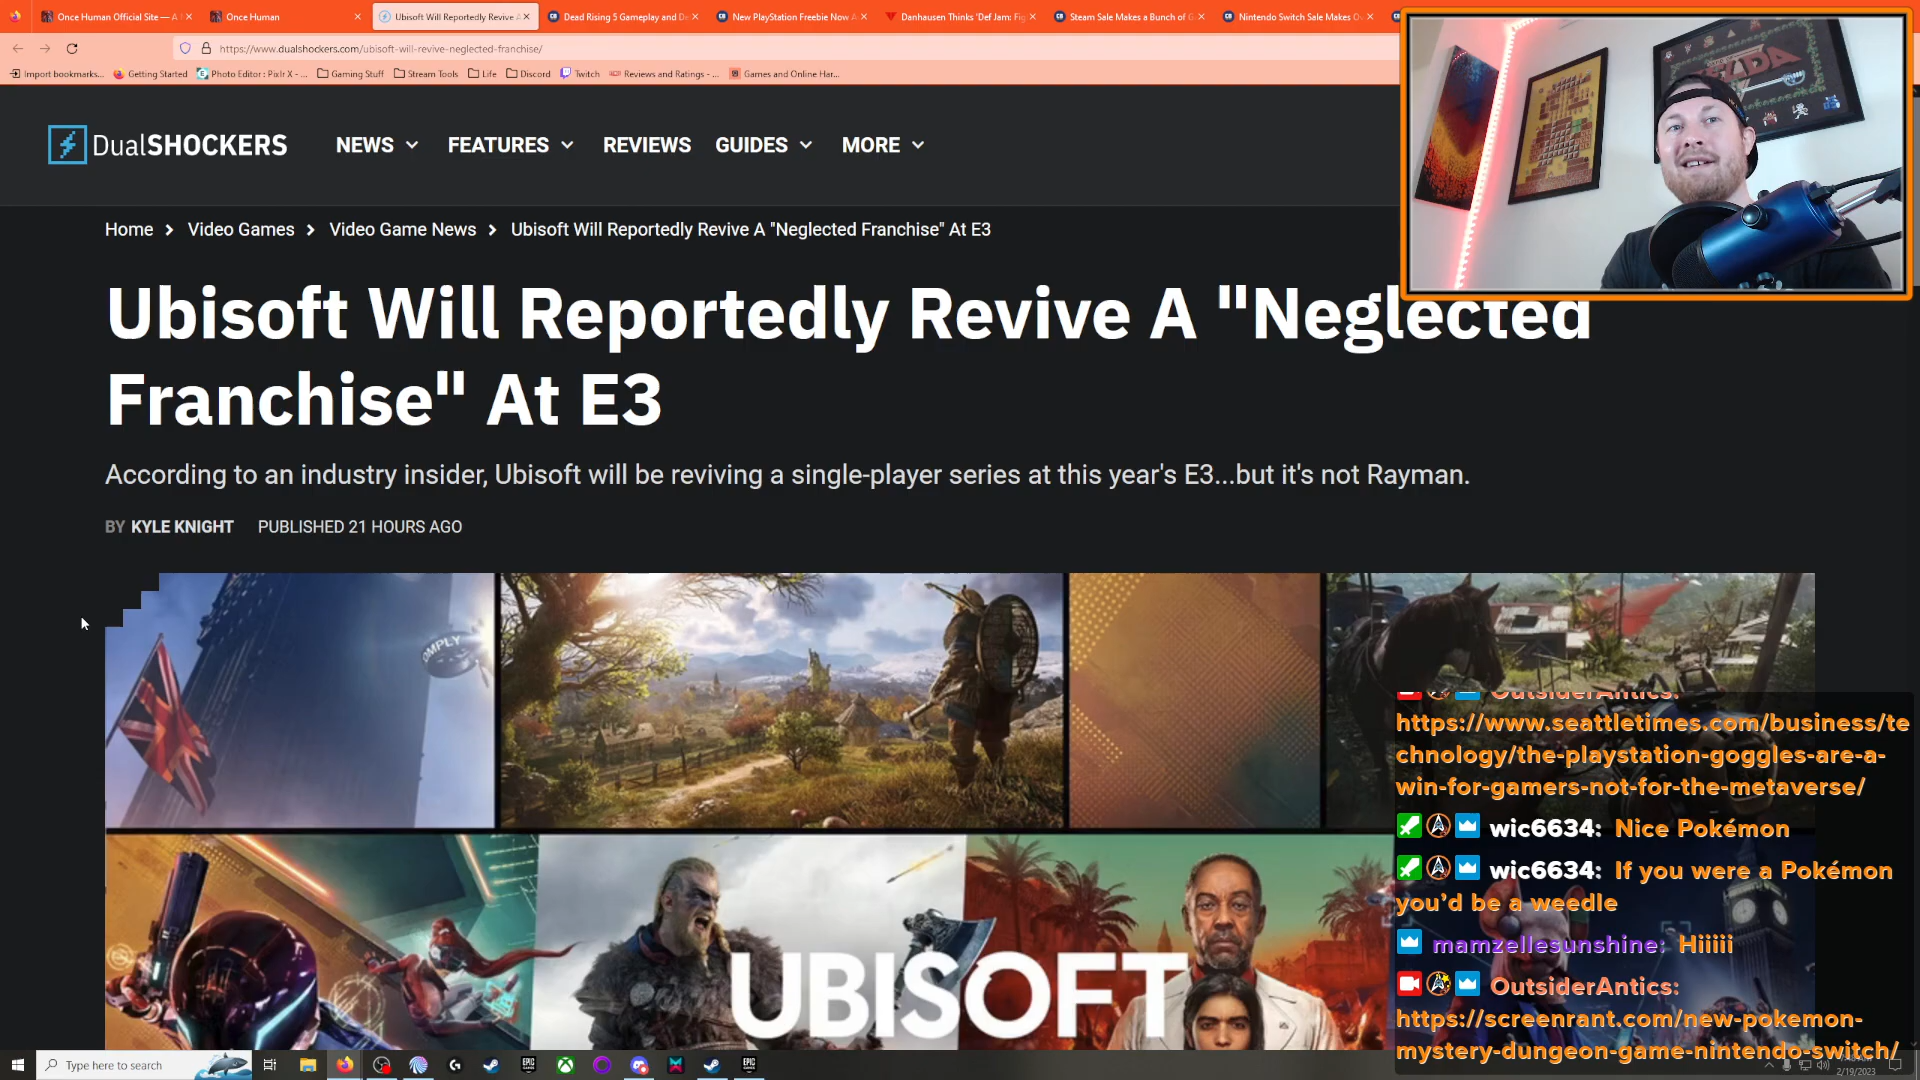 Once Human Official Site — A
Once Human
Ubisoft Will Reportedly Revive A
Dead Rising 5 Gameplay and De
New PlayStation Freebie Now A
Danhausen Thinks 'Def Jam: Fig
Steam Sale Makes a Bunch of G
Nintendo Switch Sale Makes O
https://www.dualshockers.com/ubisoft-will-revive-neglected-franchise/
Import bookmarks...
Getting Started
Photo Editor : Pixlr X - ...
Gaming Stuff
Stream Tools
Life
Discord
Twitch
Reviews and Ratings - ...
Games and Online Har...
DualSHOCKERS
NEWS
FEATURES
REVIEWS
GUIDES
MORE
Home > Video Games > Video Game News > Ubisoft Will Reportedly Revive A "Neglected Franchise" At E3
Ubisoft Will Reportedly Revive A "Neglected
Franchise" At E3
According to an industry insider, Ubisoft will be reviving a single-player series at this year's E3...but it's not Rayman.
BY KYLE KNIGHT
PUBLISHED 21 HOURS AGO
ZELDA
OMPLY
UBISOFT
OutsiderAntics:
https://www.seattletimes.com/business/te
chnology/the-playstation-goggles-are-a-
win-for-gamers-not-for-the-metaverse/
wic6634: Nice Pokémon
wic6634: If you were a Pokémon
you'd be a weedle
mamzellesunshine: Hiiiii
OutsiderAntics:
https://screenrant.com/new-pokemon-
mystery-dungeon-game-nintendo-switch/
Type here to search
EPIC
EPIC
2/19/2023